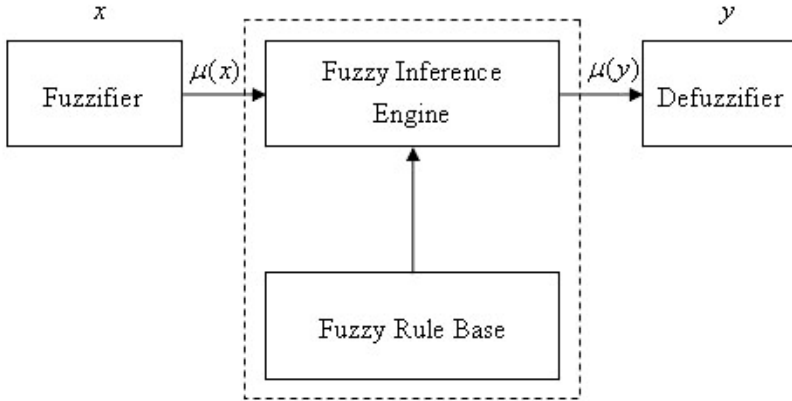 x
y
Fuzzifier
μ(x)
Fuzzy Inference
Engine
μ(y)
Defuzzifier
Fuzzy Rule Base